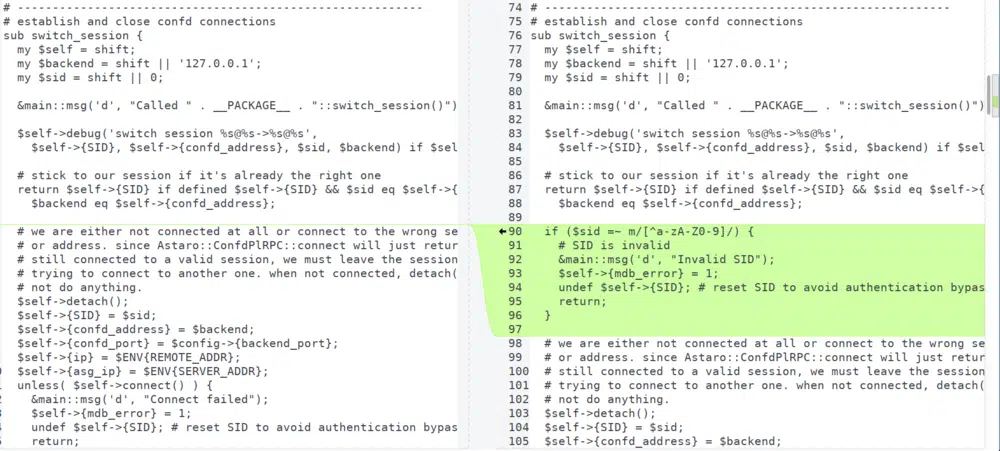 # ----------------------------------------------------------
# establish and close confd connections
sub switch_session {
my $self = shift;
my $backend = shift || '127.0.0.1';
my $sid = shift || 0;
&main::msg('d', "Called " . __PACKAGE__ . "::switch_session()")
$self->debug('switch session %s@%s->%s@%s',
$self->{SID}, $self->{confd_address}, $sid, $backend) if $sel
# stick to our session if it's already the right one
return $self->{SID} if defined $self->{SID} && $sid eq $self->{
$backend eq $self->{confd_address};
# we are either not connected at all or connect to the wrong se
# or address. since Astaro::ConfdPlRPC::connect will just retur
# still connected to a valid session, we must leave the session
# trying to connect to another one. when not connected, detach(
# not do anything.
$self->detach();
$self->{SID} = $sid;
$self->{confd_address} = $backend;
$self->{confd_port} = $config->{backend_port};
$self->{ip} = $ENV{REMOTE_ADDR};
$self->{asg_ip} = $ENV{SERVER_ADDR};
unless( $self->connect() ) {
&main::msg('d', "Connect failed");
$self->{mdb_error} = 1;
undef $self->{SID}; # reset SID to avoid authentication bypas
return;
74 # ----------------------------------------------------------
75 # establish and close confd connections
76 sub switch_session {
77 my $self = shift;
78 my $backend = shift || '127.0.0.1';
79 my $sid = shift || 0;
80
81 &main::msg('d', "Called " . __PACKAGE__ . "::switch_session()"
82
83 $self->debug('switch session %s@%s->%s@%s',
84 $self->{SID}, $self->{confd_address}, $sid, $backend) if $sel
85
86 # stick to our session if it's already the right one
87 return $self->{SID} if defined $self->{SID} && $sid eq $self->{
88 $backend eq $self->{confd_address};
89
90 if ($sid =~ m/[^a-zA-Z0-9]/) {
91 # SID is invalid
92 &main::msg('d', "Invalid SID");
93 $self->{mdb_error} = 1;
94 undef $self->{SID}; # reset SID to avoid authentication bypas
95 return;
96 }
97
98 # we are either not connected at all or connect to the wrong se
99 # or address. since Astaro::ConfdPlRPC::connect will just retur
100 # still connected to a valid session, we must leave the session
101 # trying to connect to another one. when not connected, detach(
102 # not do anything.
103 $self->detach();
104 $self->{SID} = $sid;
105 $self->{confd_address} = $backend;